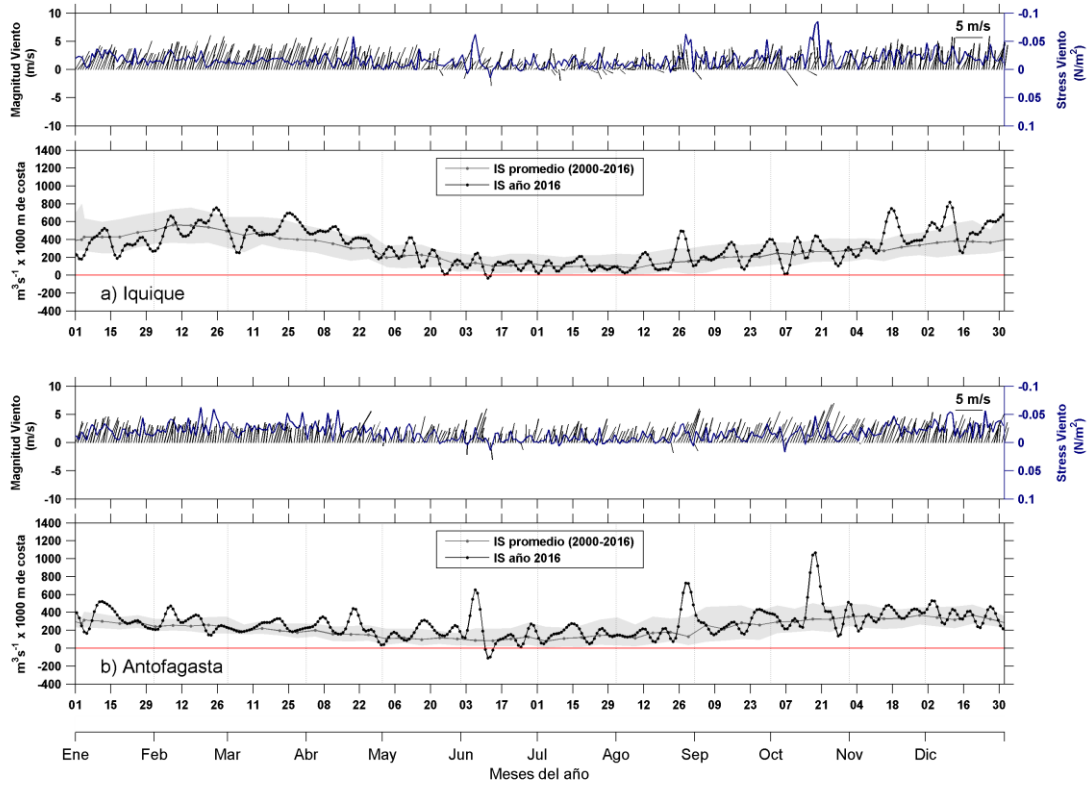 10
5
0
-5
-10
Magnitud Viento
(m/s)
5 m/s
-0.1
-0.05
0
0.05
0.1
Stress Viento
(N/m²)
1400
1200
1000
800
600
400
200
0
-200
-400
m³s⁻¹ x 1000 m de costa
IS promedio (2000-2016)
IS año 2016
a) Iquique
01 15 29 12 26 11 25 08 22 06 20 03 17 01 15 29 12 26 09 23 07 21 04 18 02 16 30
10
5
0
-5
-10
Magnitud Viento
(m/s)
5 m/s
-0.1
-0.05
0
0.05
0.1
Stress Viento
(N/m²)
1400
1200
1000
800
600
400
200
0
-200
-400
m³s⁻¹ x 1000 m de costa
IS promedio (2000-2016)
IS año 2016
b) Antofagasta
01 15 29 12 26 11 25 08 22 06 20 03 17 01 15 29 12 26 09 23 07 21 04 18 02 16 30
Ene Feb Mar Abr May Jun Jul Ago Sep Oct Nov Dic
Meses del año